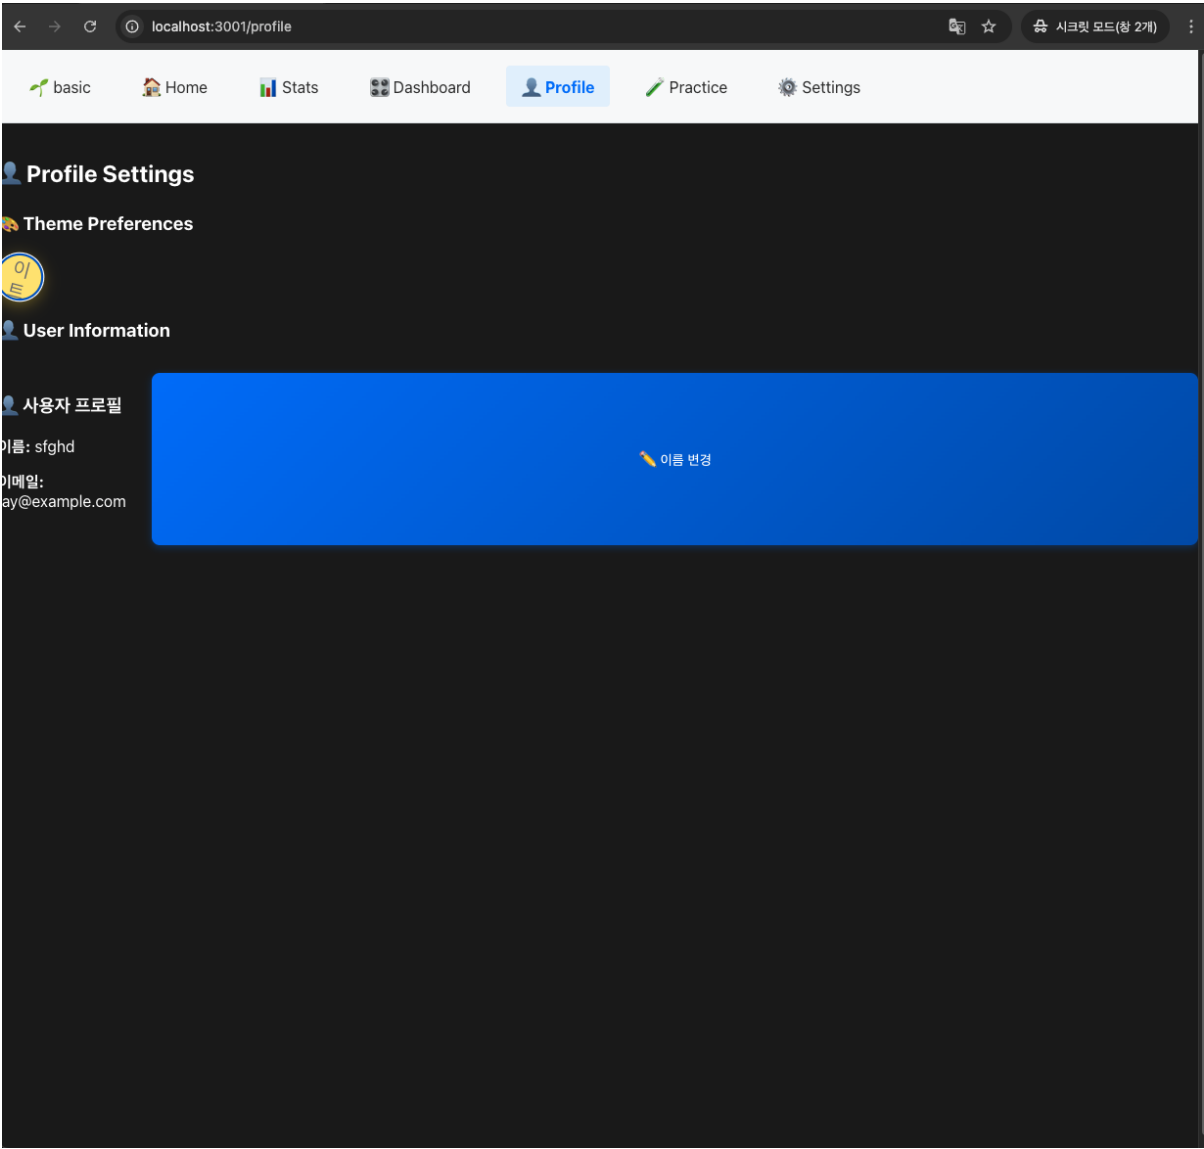 localhost:3001/profile
시크릿 모드(창 2개)
basic
Home
Stats
Dashboard
Profile
Practice
Settings
Profile Settings
Theme Preferences
이
트
User Information
사용자 프로필
이름: sfghd
이메일:
ay@example.com
이름 변경